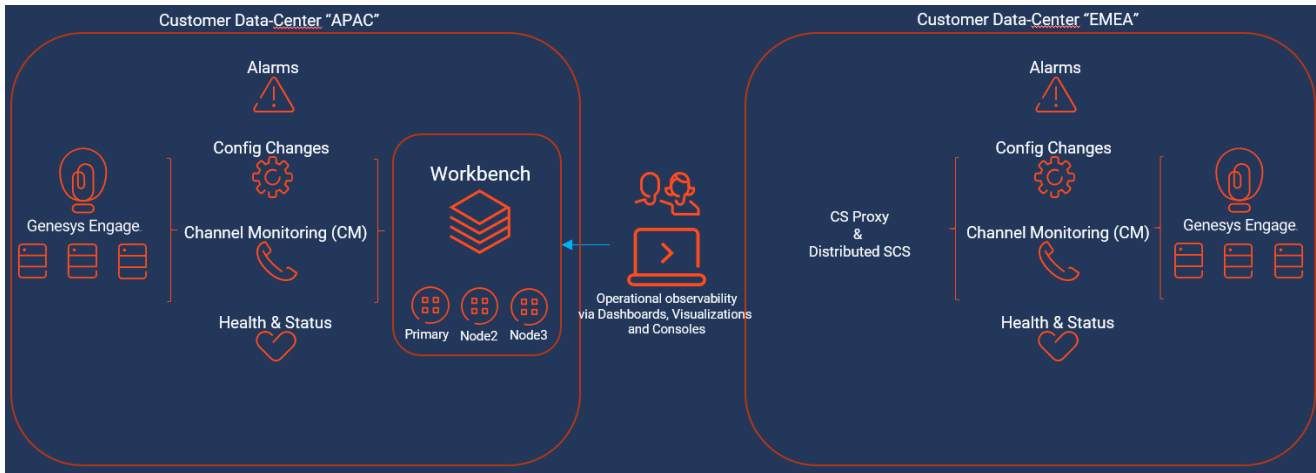 Customer Data-Center “APAC”
Alarms
Config Changes
Genesys Engage.
Channel Monitoring (CM)
Health & Status
Workbench
Primary
Node2
Node3
Operational observability
via Dashboards, Visualizations
and Consoles
Customer Data-Center “EMEA”
CS Proxy
&
Distributed SCS
Alarms
Config Changes
Channel Monitoring (CM)
Health & Status
Genesys Engage.